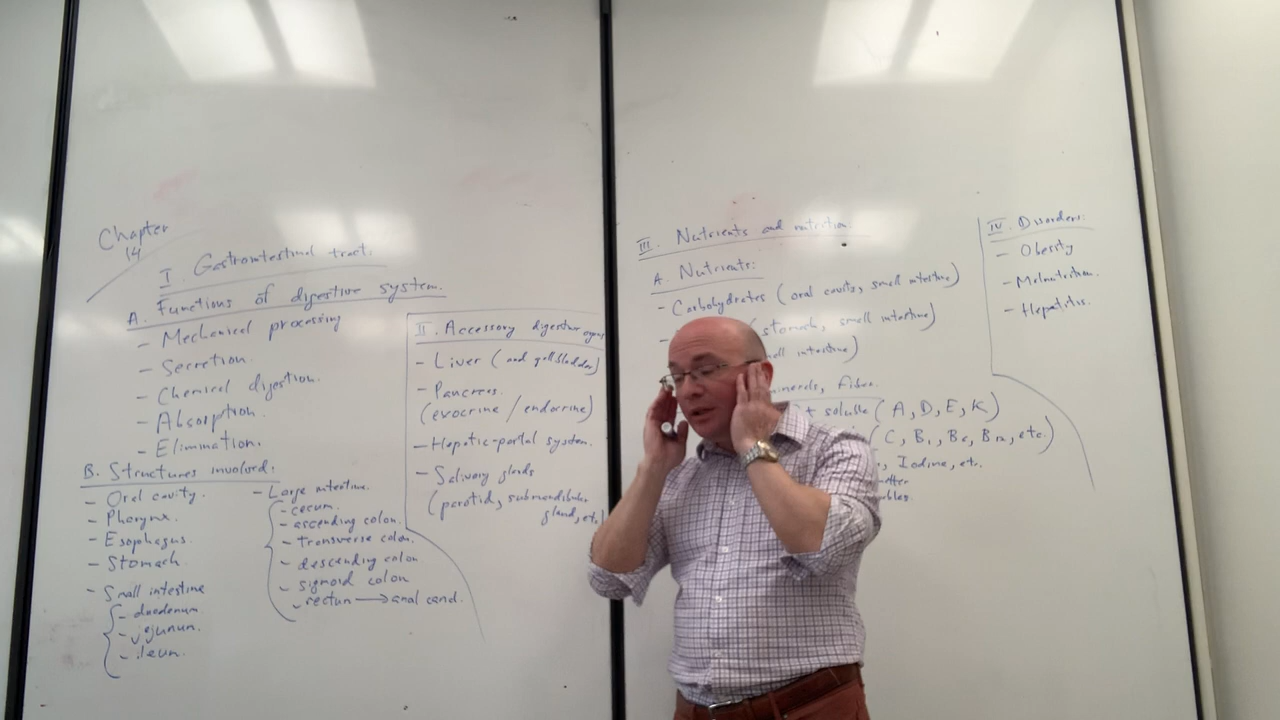 Chapter
14
I. Gastrointestinal tract:
A. Functions of digestive system.
- Mechanical processing
- Secretion.
- Chemical digestion.
- Absorption.
- Elimination.
B. Structures involved:
- Oral cavity.
- Pharynx.
- Esophagus.
- Stomach
- Small intestine
- duodenum.
- jejunum.
- ileum.
- Large intestine.
- cecum.
- ascending colon.
- transverse colon.
- descending colon
- sigmoid colon
- rectum → anal canal.
II. Accessory digestive organs
- Liver (and gallbladder)
- Pancreas.
(exocrine / endocrine)
- Hepatic-portal system.
- Salivary glands
(parotid, submandibular
gland, etc.)
III. Nutrients and nutrition.
A. Nutrients:
- Carbohydrates (oral cavity, small intestine)
- (stomach, small intestine)
small intestine)
minerals, fibre.
soluble (A, D, E, K)
(C, B1, B6, B12, etc.)
, Iodine, etc.
IV. Disorders:
- Obesity
- Malnutrition.
- Hepatitis.